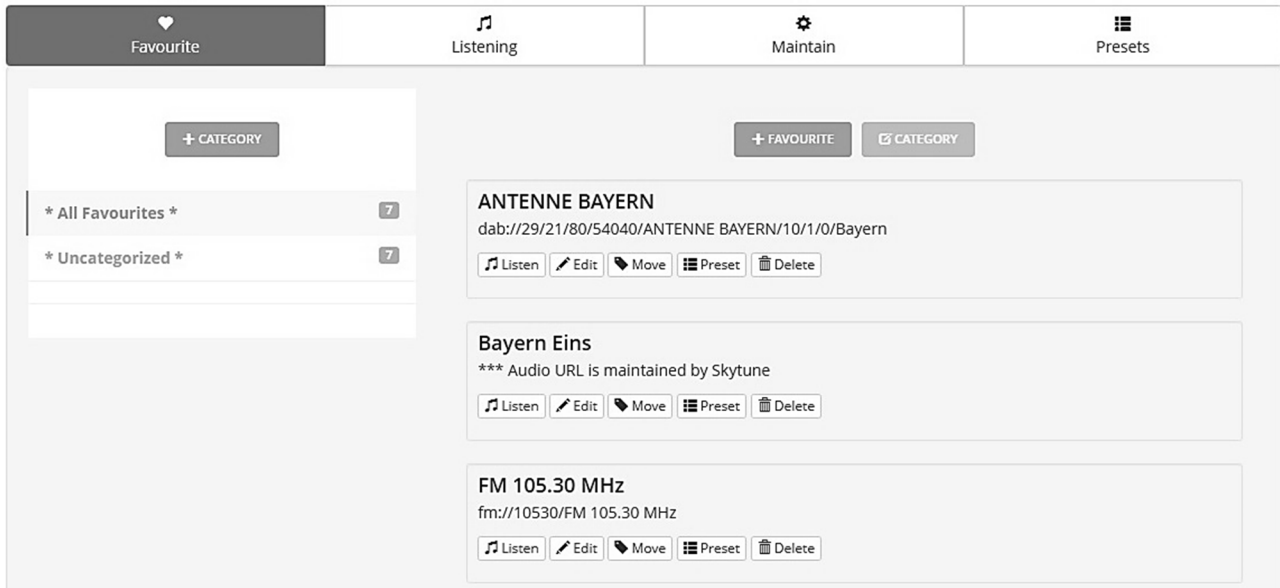 Favourite
Listening
Maintain
Presets
CATEGORY
* All Favourites * 7
* Uncategorized * 7
FAVOURITE
CATEGORY
ANTENNE BAYERN
dab://29/21/80/54040/ANTENNE BAYERN/10/1/0/Bayern
Listen Edit Move Preset Delete
Bayern Eins
*** Audio URL is maintained by Skytune
Listen Edit Move Preset Delete
FM 105.30 MHz
fm://10530/FM 105.30 MHz
Listen Edit Move Preset Delete